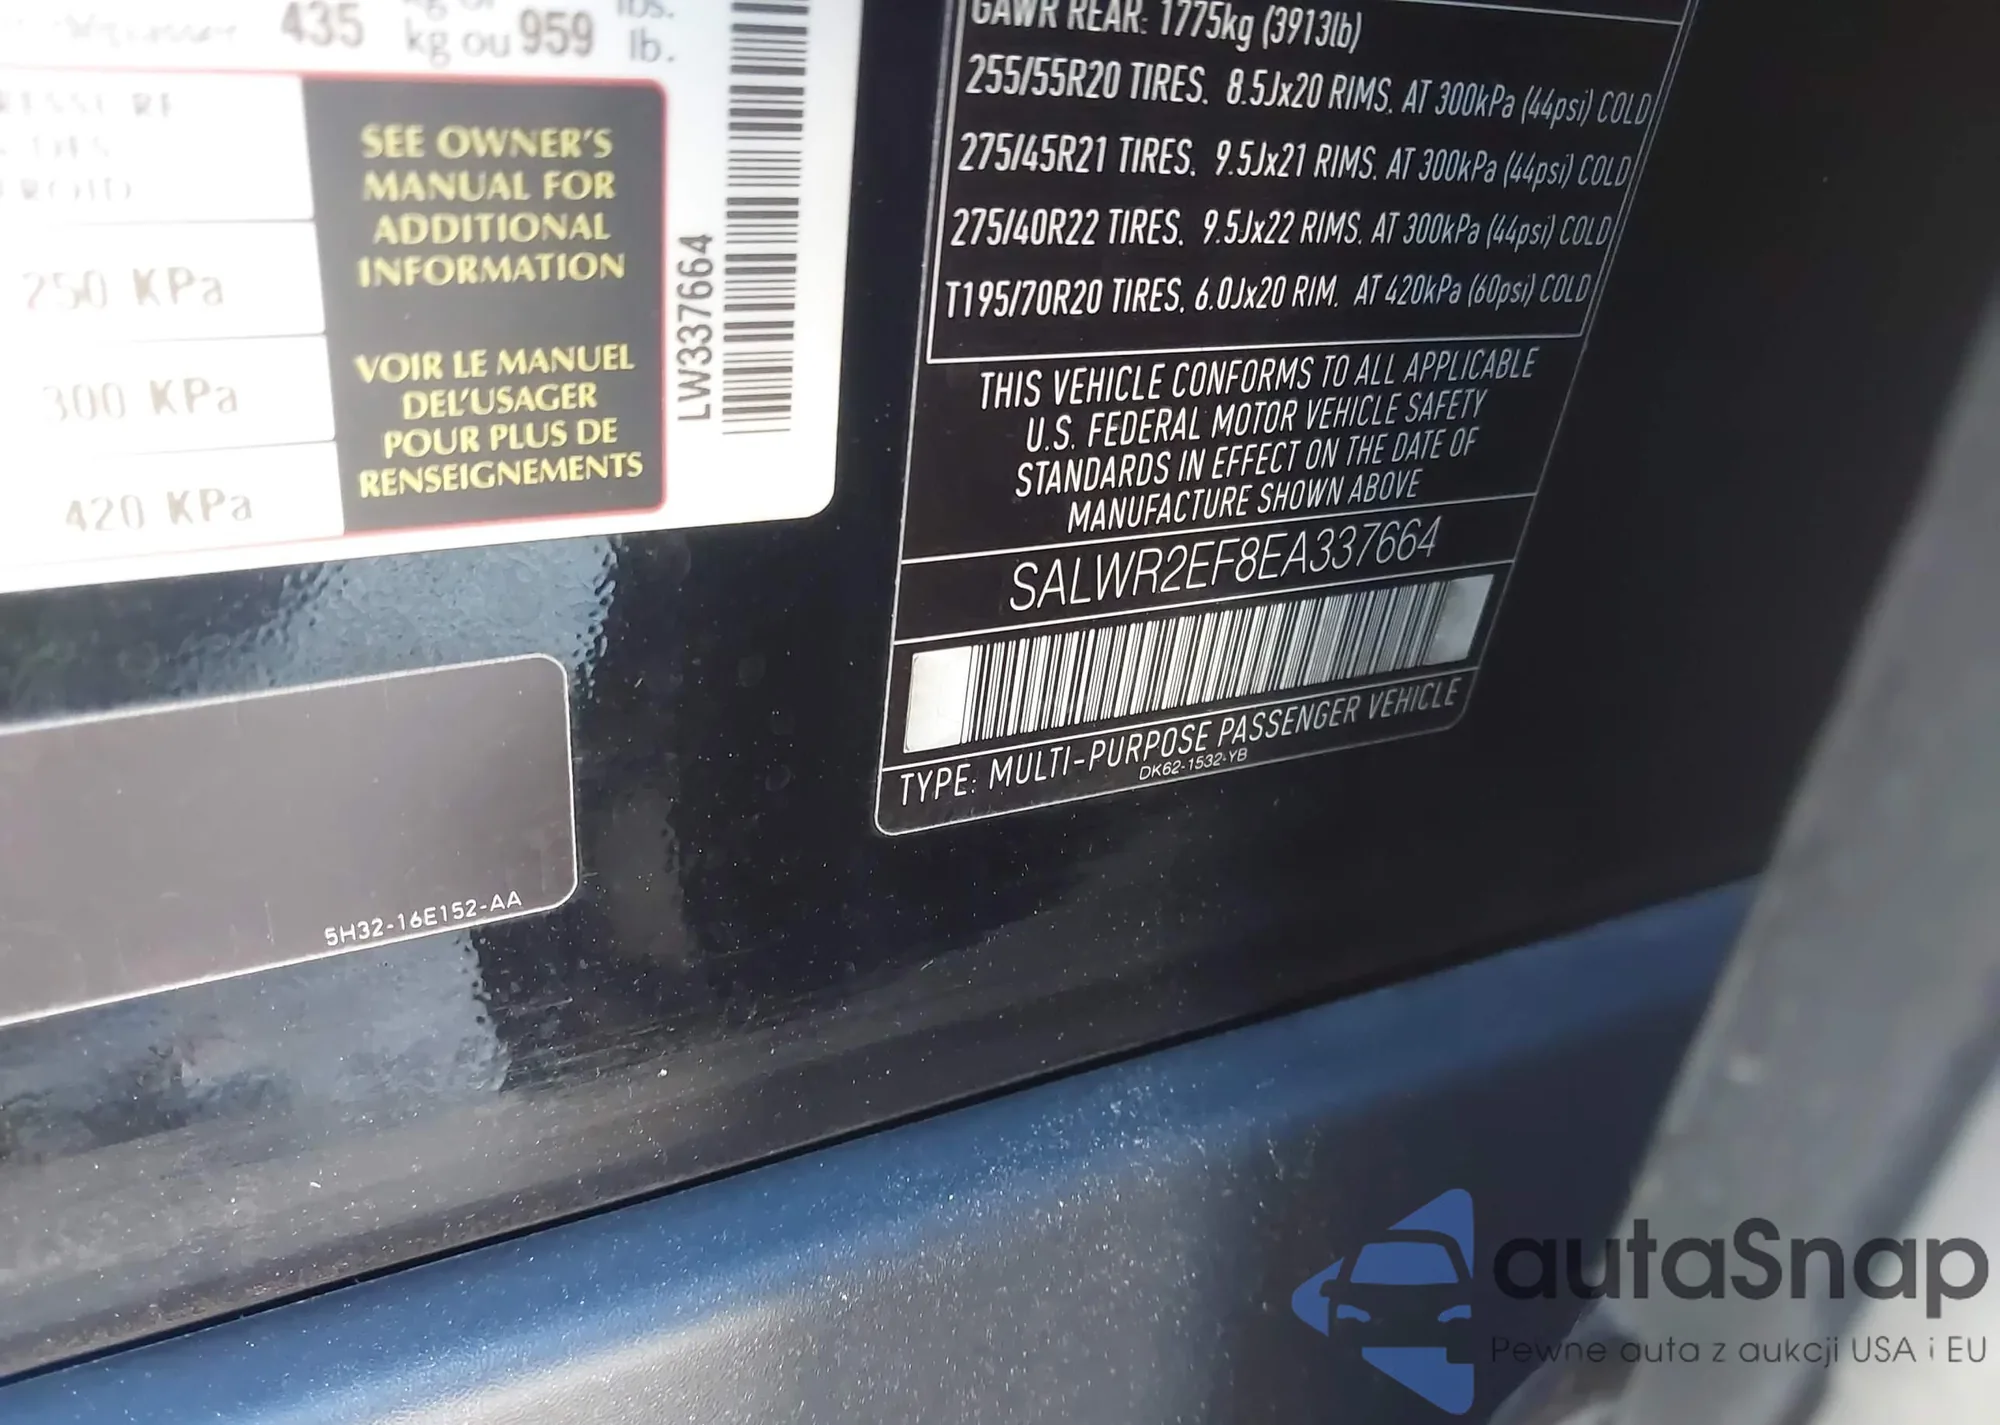 435 kg ou 959 lb.
SEE OWNER'S
MANUAL FOR
ADDITIONAL
INFORMATION
VOIR LE MANUEL
DEL'USAGER
POUR PLUS DE
RENSEIGNEMENTS
250 KPa
300 KPa
420 KPa
LW337664
GAWR REAR: 1775kg (3913lb)
255/55R20 TIRES. 8.5Jx20 RIMS. AT 300kPa (44psi) COLD
275/45R21 TIRES. 9.5Jx21 RIMS. AT 300kPa (44psi) COLD
275/40R22 TIRES. 9.5Jx22 RIMS. AT 300kPa (44psi) COLD
T195/70R20 TIRES. 6.0Jx20 RIM. AT 420kPa (60psi) COLD
THIS VEHICLE CONFORMS TO ALL APPLICABLE
U.S. FEDERAL MOTOR VEHICLE SAFETY
STANDARDS IN EFFECT ON THE DATE OF
MANUFACTURE SHOWN ABOVE
SALWR2EF8EA337664
TYPE: MULTI-PURPOSE PASSENGER VEHICLE
DK62-1532-YB
5H32-16E152-AA
autaSnap
Pewne auta z aukcji USA i EU